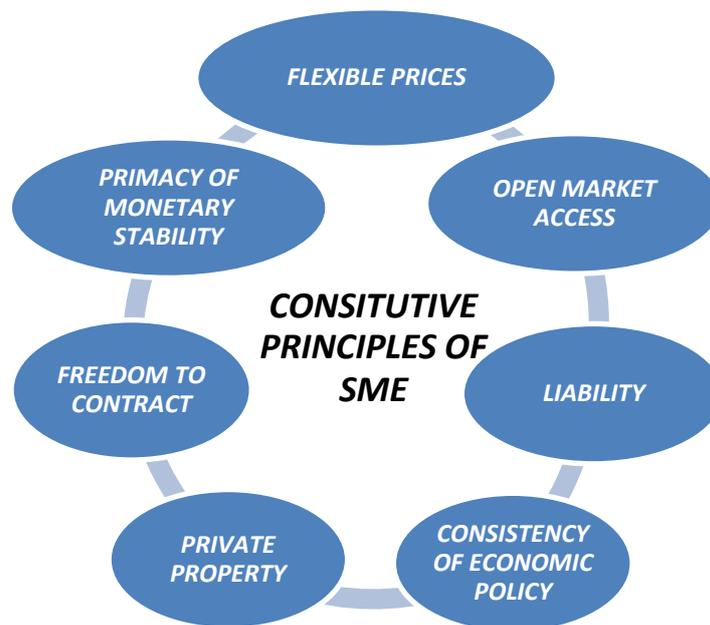 FLEXIBLE PRICES
OPEN MARKET
ACCESS
LIABILITY
CONSISTENCY
OF ECONOMIC
POLICY
PRIVATE
PROPERTY
FREEDOM TO
CONTRACT
PRIMACY OF
MONETARY
STABILITY
CONSITUTIVE
PRINCIPLES OF
SME